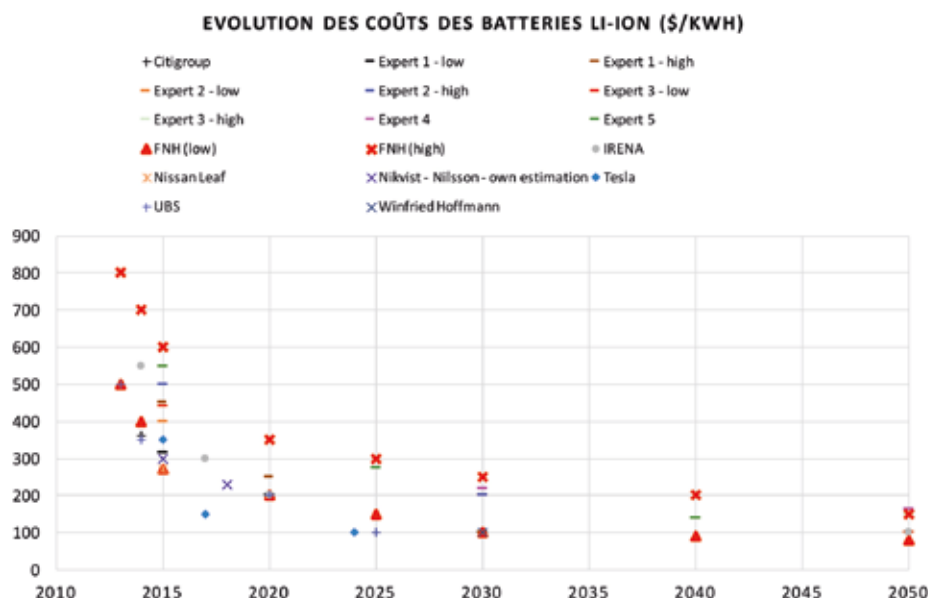 EVOLUTION DES COÛTS DES BATTERIES LI-ION ($/KWH)
Citigroup Expert 1 - low Expert 1 - high
Expert 2 - low Expert 2 - high Expert 3 - low
Expert 3 - high Expert 4 Expert 5
FNH (low) FNH (high) IRENA
Nissan Leaf Nikvist - Nilsson - own estimation Tesla
UBS Winfried Hoffmann
900
800
700
600
500
400
300
200
100
0
2010 2015 2020 2025 2030 2035 2040 2045 2050